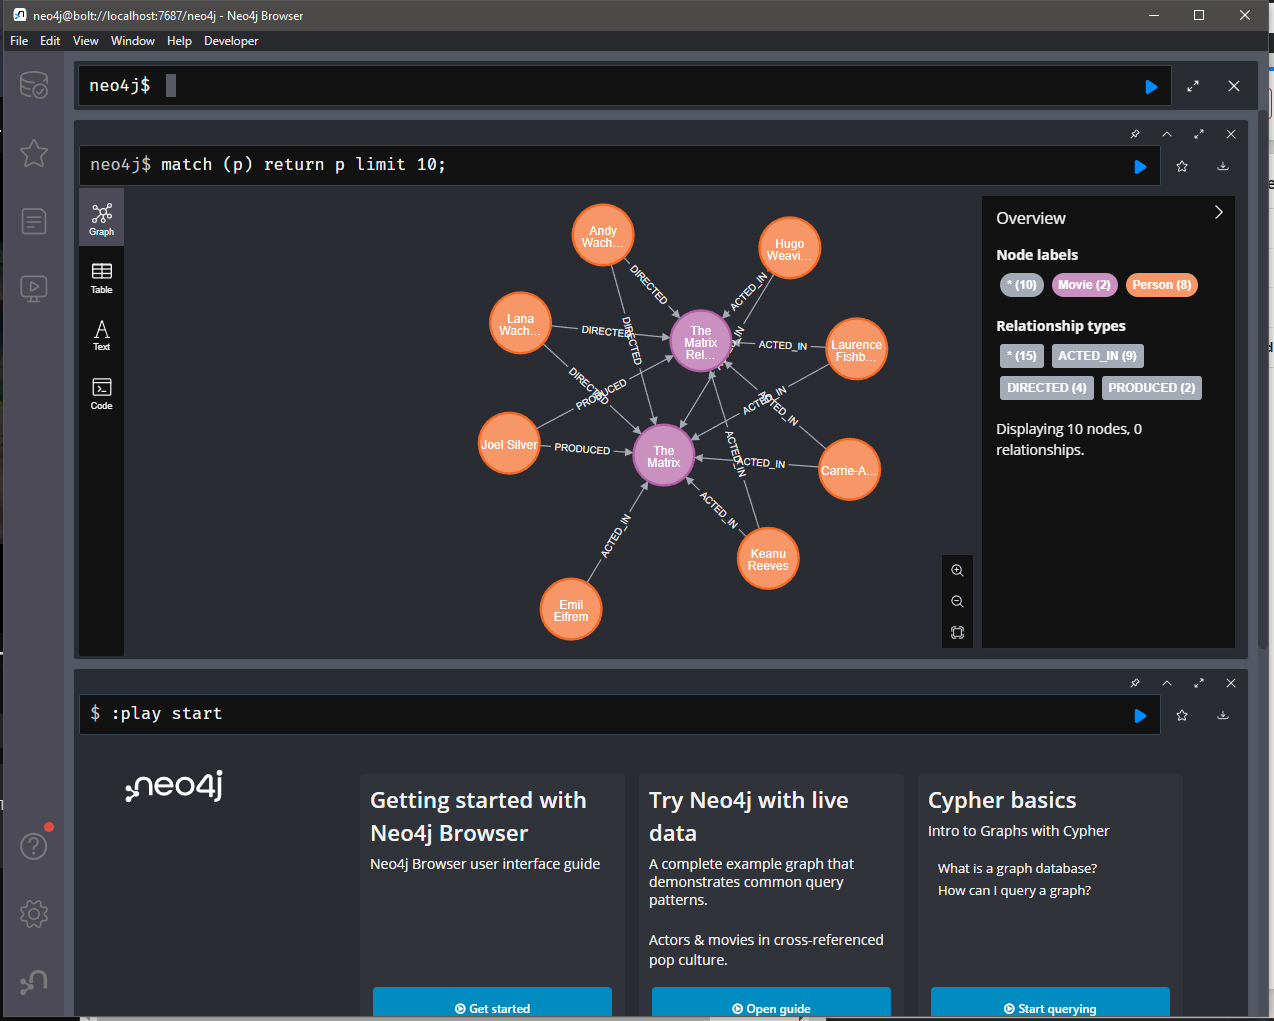 neo4j@bolt://localhost:7687/neo4j - Neo4j Browser
File Edit View Window Help Developer
neo4j$
neo4j$ match (p) return p limit 10;
Graph
Table
Text
Code
Andy
Wach...
Hugo
Weavi...
Lana
Wach...
The
Matrix
Rel...
Laurence
Fishb...
Joel Silver
The
Matrix
Carrie-A...
Keanu
Reeves
Emil
Eifrem
DIRECTED
ACTED_IN
DIRECTED
DIRECTED
ACTED_IN
DIRECTED
PRODUCED
ACTED_IN
ACTED_IN
PRODUCED
ACTED_IN
ACTED_IN
ACTED_IN
ACTED_IN
Overview
Node labels
* (10) Movie (2) Person (8)
Relationship types
* (15) ACTED_IN (9)
DIRECTED (4) PRODUCED (2)
Displaying 10 nodes, 0
relationships.
$ :play start
neo4j
Getting started with
Neo4j Browser
Neo4j Browser user interface guide
Get started
Try Neo4j with live
data
A complete example graph that
demonstrates common query
patterns.
Actors & movies in cross-referenced
pop culture.
Open guide
Cypher basics
Intro to Graphs with Cypher
What is a graph database?
How can I query a graph?
Start querying